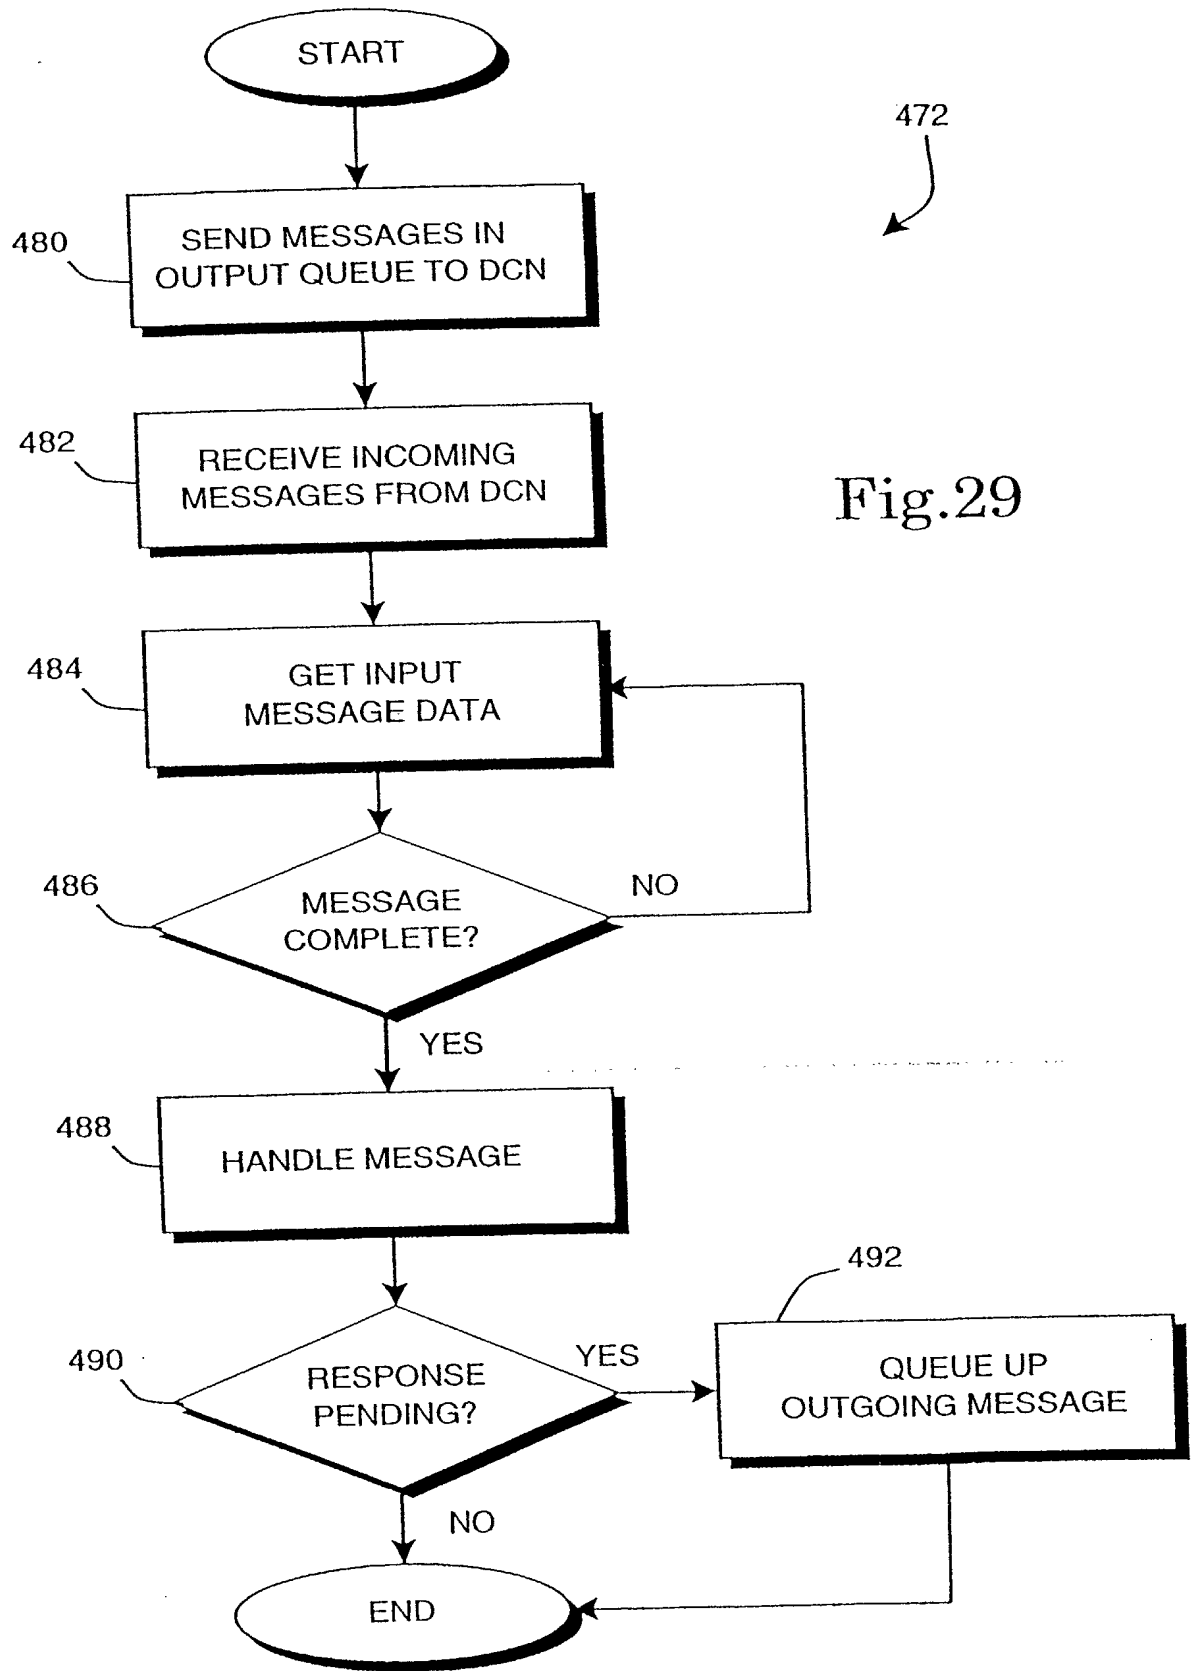 START
472
480
SEND MESSAGES IN
OUTPUT QUEUE TO DCN
482
RECEIVE INCOMING
MESSAGES FROM DCN
Fig.29
484
GET INPUT
MESSAGE DATA
486
MESSAGE
COMPLETE?
NO
YES
488
HANDLE MESSAGE
490
RESPONSE
PENDING?
YES
492
QUEUE UP
OUTGOING MESSAGE
NO
END